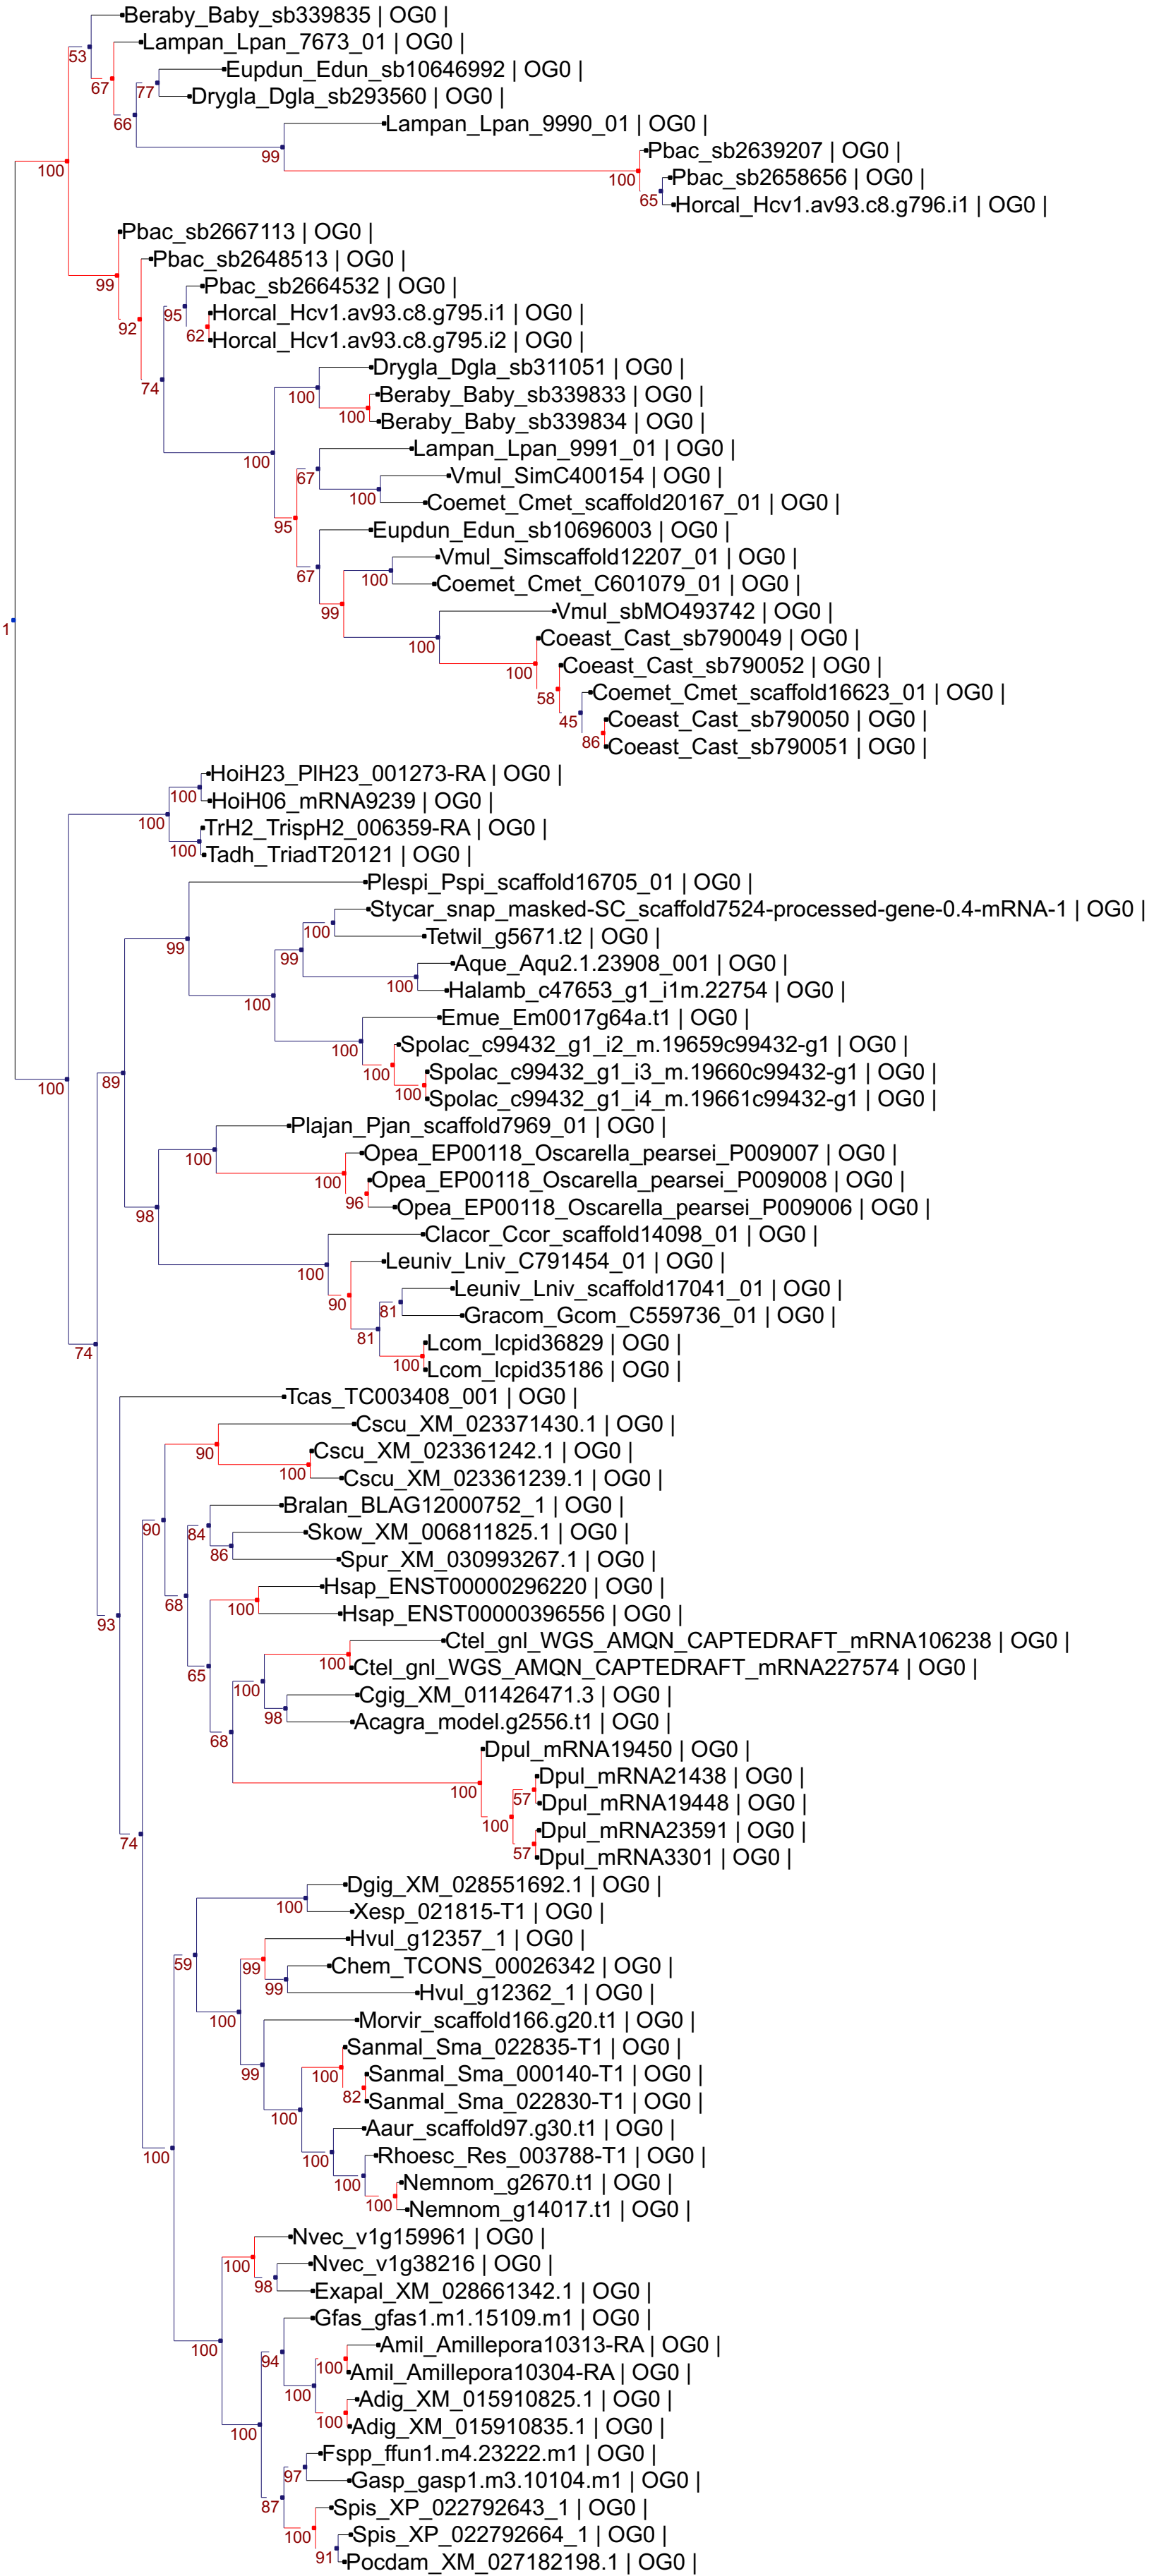 Beraby_Baby_sb339835 | OG0 |
Lampan_Lpan_7673_01 | OG0 |
53
Eupdun_Edun_sb10646992 | OG0 |
67
77
Drygla_Dgla_sb293560 | OG0 |
66
Lampan_Lpan_9990_01 | OG0 |
99
Pbac_sb2639207 | OG0 |
100
100
Pbac_sb2658656 | OG0 |
65
Horcal_Hcv1.av93.c8.g796.i1 | OG0 |
Pbac_sb2667113 | OG0 |
Pbac_sb2648513 | OG0 |
99
Pbac_sb2664532 | OG0 |
95
Horcal_Hcv1.av93.c8.g795.i1 | OG0 |
92
62
Horcal_Hcv1.av93.c8.g795.i2 | OG0 |
Drygla_Dgla_sb311051 | OG0 |
74
100
Beraby_Baby_sb339833 | OG0 |
100
Beraby_Baby_sb339834 | OG0 |
Lampan_Lpan_9991_01 | OG0 |
100
Vmul_SimC400154 | OG0 |
67
100
Coemet_Cmet_scaffold20167_01 | OG0 |
95
Eupdun_Edun_sb10696003 | OG0 |
Vmul_Simscaffold12207_01 | OG0 |
67
100
Coemet_Cmet_C601079_01 | OG0 |
99
Vmul_sbMO493742 | OG0 |
1
Coeast_Cast_sb790049 | OG0 |
100
Coeast_Cast_sb790052 | OG0 |
100
Coemet_Cmet_scaffold16623_01 | OG0 |
58
Coeast_Cast_sb790050 | OG0 |
45
86
Coeast_Cast_sb790051 | OG0 |
HoiH23_PlH23_001273-RA | OG0 |
100
HoiH06_mRNA9239 | OG0 |
100
TrH2_TrispH2_006359-RA | OG0 |
100
Tadh_TriadT20121 | OG0 |
Plespi_Pspi_scaffold16705_01 | OG0 |
Stycar_snap_masked-SC_scaffold7524-processed-gene-0.4-mRNA-1 | OG0 |
100
Tetwil_g5671.t2 | OG0 |
99
99
Aque_Aqu2.1.23908_001 | OG0 |
100
Halamb_c47653_g1_i1m.22754 | OG0 |
100
Emue_Em0017g64a.t1 | OG0 |
100
Spolac_c99432_g1_i2_m.19659c99432-g1 | OG0 |
100
Spolac_c99432_g1_i3_m.19660c99432-g1 | OG0 |
100
89
100
Spolac_c99432_g1_i4_m.19661c99432-g1 | OG0 |
Plajan_Pjan_scaffold7969_01 | OG0 |
100
Opea_EP00118_Oscarella_pearsei_P009007 | OG0 |
100
Opea_EP00118_Oscarella_pearsei_P009008 | OG0 |
96
Opea_EP00118_Oscarella_pearsei_P009006 | OG0 |
98
Clacor_Ccor_scaffold14098_01 | OG0 |
Leuniv_Lniv_C791454_01 | OG0 |
100
Leuniv_Lniv_scaffold17041_01 | OG0 |
90
81
Gracom_Gcom_C559736_01 | OG0 |
81
Lcom_lcpid36829 | OG0 |
74
100
Lcom_lcpid35186 | OG0 |
Tcas_TC003408_001 | OG0 |
Cscu_XM_023371430.1 | OG0 |
90
Cscu_XM_023361242.1 | OG0 |
100
Cscu_XM_023361239.1 | OG0 |
Bralan_BLAG12000752_1 | OG0 |
90
84
Skow_XM_006811825.1 | OG0 |
86
Spur_XM_030993267.1 | OG0 |
Hsap_ENST00000296220 | OG0 |
68
100
Hsap_ENST00000396556 | OG0 |
93
Ctel_gnl_WGS_AMQN_CAPTEDRAFT_mRNA106238 | OG0 |
100
Ctel_gnl_WGS_AMQN_CAPTEDRAFT_mRNA227574 | OG0 |
65
100
Cgig_XM_011426471.3 | OG0 |
98
Acagra_model.g2556.t1 | OG0 |
68
Dpul_mRNA19450 | OG0 |
Dpul_mRNA21438 | OG0 |
100
57
Dpul_mRNA19448 | OG0 |
100
Dpul_mRNA23591 | OG0 |
74
57
Dpul_mRNA3301 | OG0 |
Dgig_XM_028551692.1 | OG0 |
100
Xesp_021815-T1 | OG0 |
Hvul_g12357_1 | OG0 |
59
99
Chem_TCONS_00026342 | OG0 |
99
Hvul_g12362_1 | OG0 |
100
Morvir_scaffold166.g20.t1 | OG0 |
Sanmal_Sma_022835-T1 | OG0 |
99
100
Sanmal_Sma_000140-T1 | OG0 |
82
Sanmal_Sma_022830-T1 | OG0 |
100
Aaur_scaffold97.g30.t1 | OG0 |
100
100
Rhoesc_Res_003788-T1 | OG0 |
100
Nemnom_g2670.t1 | OG0 |
100
Nemnom_g14017.t1 | OG0 |
Nvec_v1g159961 | OG0 |
100
Nvec_v1g38216 | OG0 |
98
Exapal_XM_028661342.1 | OG0 |
Gfas_gfas1.m1.15109.m1 | OG0 |
100
Amil_Amillepora10313-RA | OG0 |
94
100
Amil_Amillepora10304-RA | OG0 |
100
Adig_XM_015910825.1 | OG0 |
100
Adig_XM_015910835.1 | OG0 |
100
Fspp_ffun1.m4.23222.m1 | OG0 |
97
Gasp_gasp1.m3.10104.m1 | OG0 |
87
Spis_XP_022792643_1 | OG0 |
100
Spis_XP_022792664_1 | OG0 |
91
Pocdam_XM_027182198.1 | OG0 |